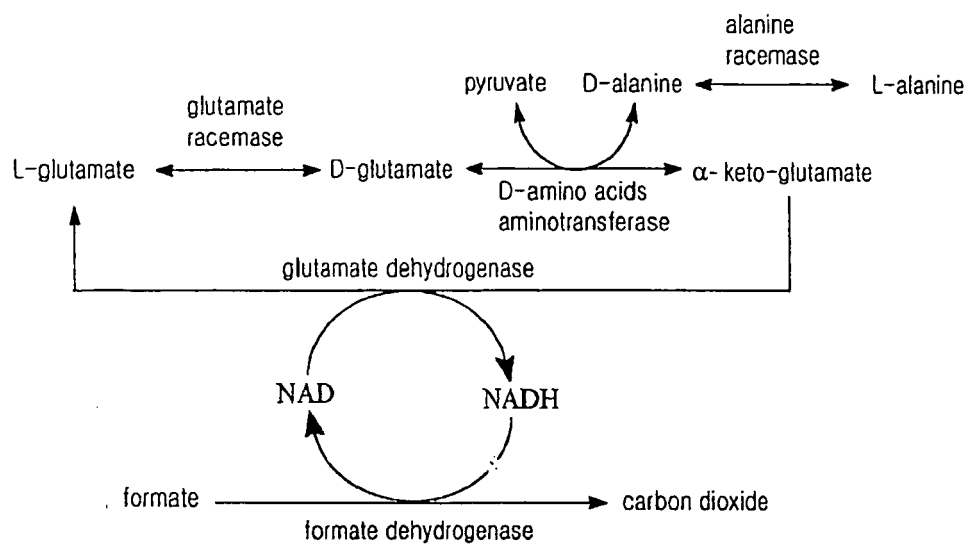 alanine
racemase
pyruvate
D-alanine
L-alanine
glutamate
racemase
L-glutamate
D-glutamate
α- keto-glutamate
D-amino acids
aminotransferase
glutamate dehydrogenase
NAD
NADH
formate
carbon dioxide
formate dehydrogenase